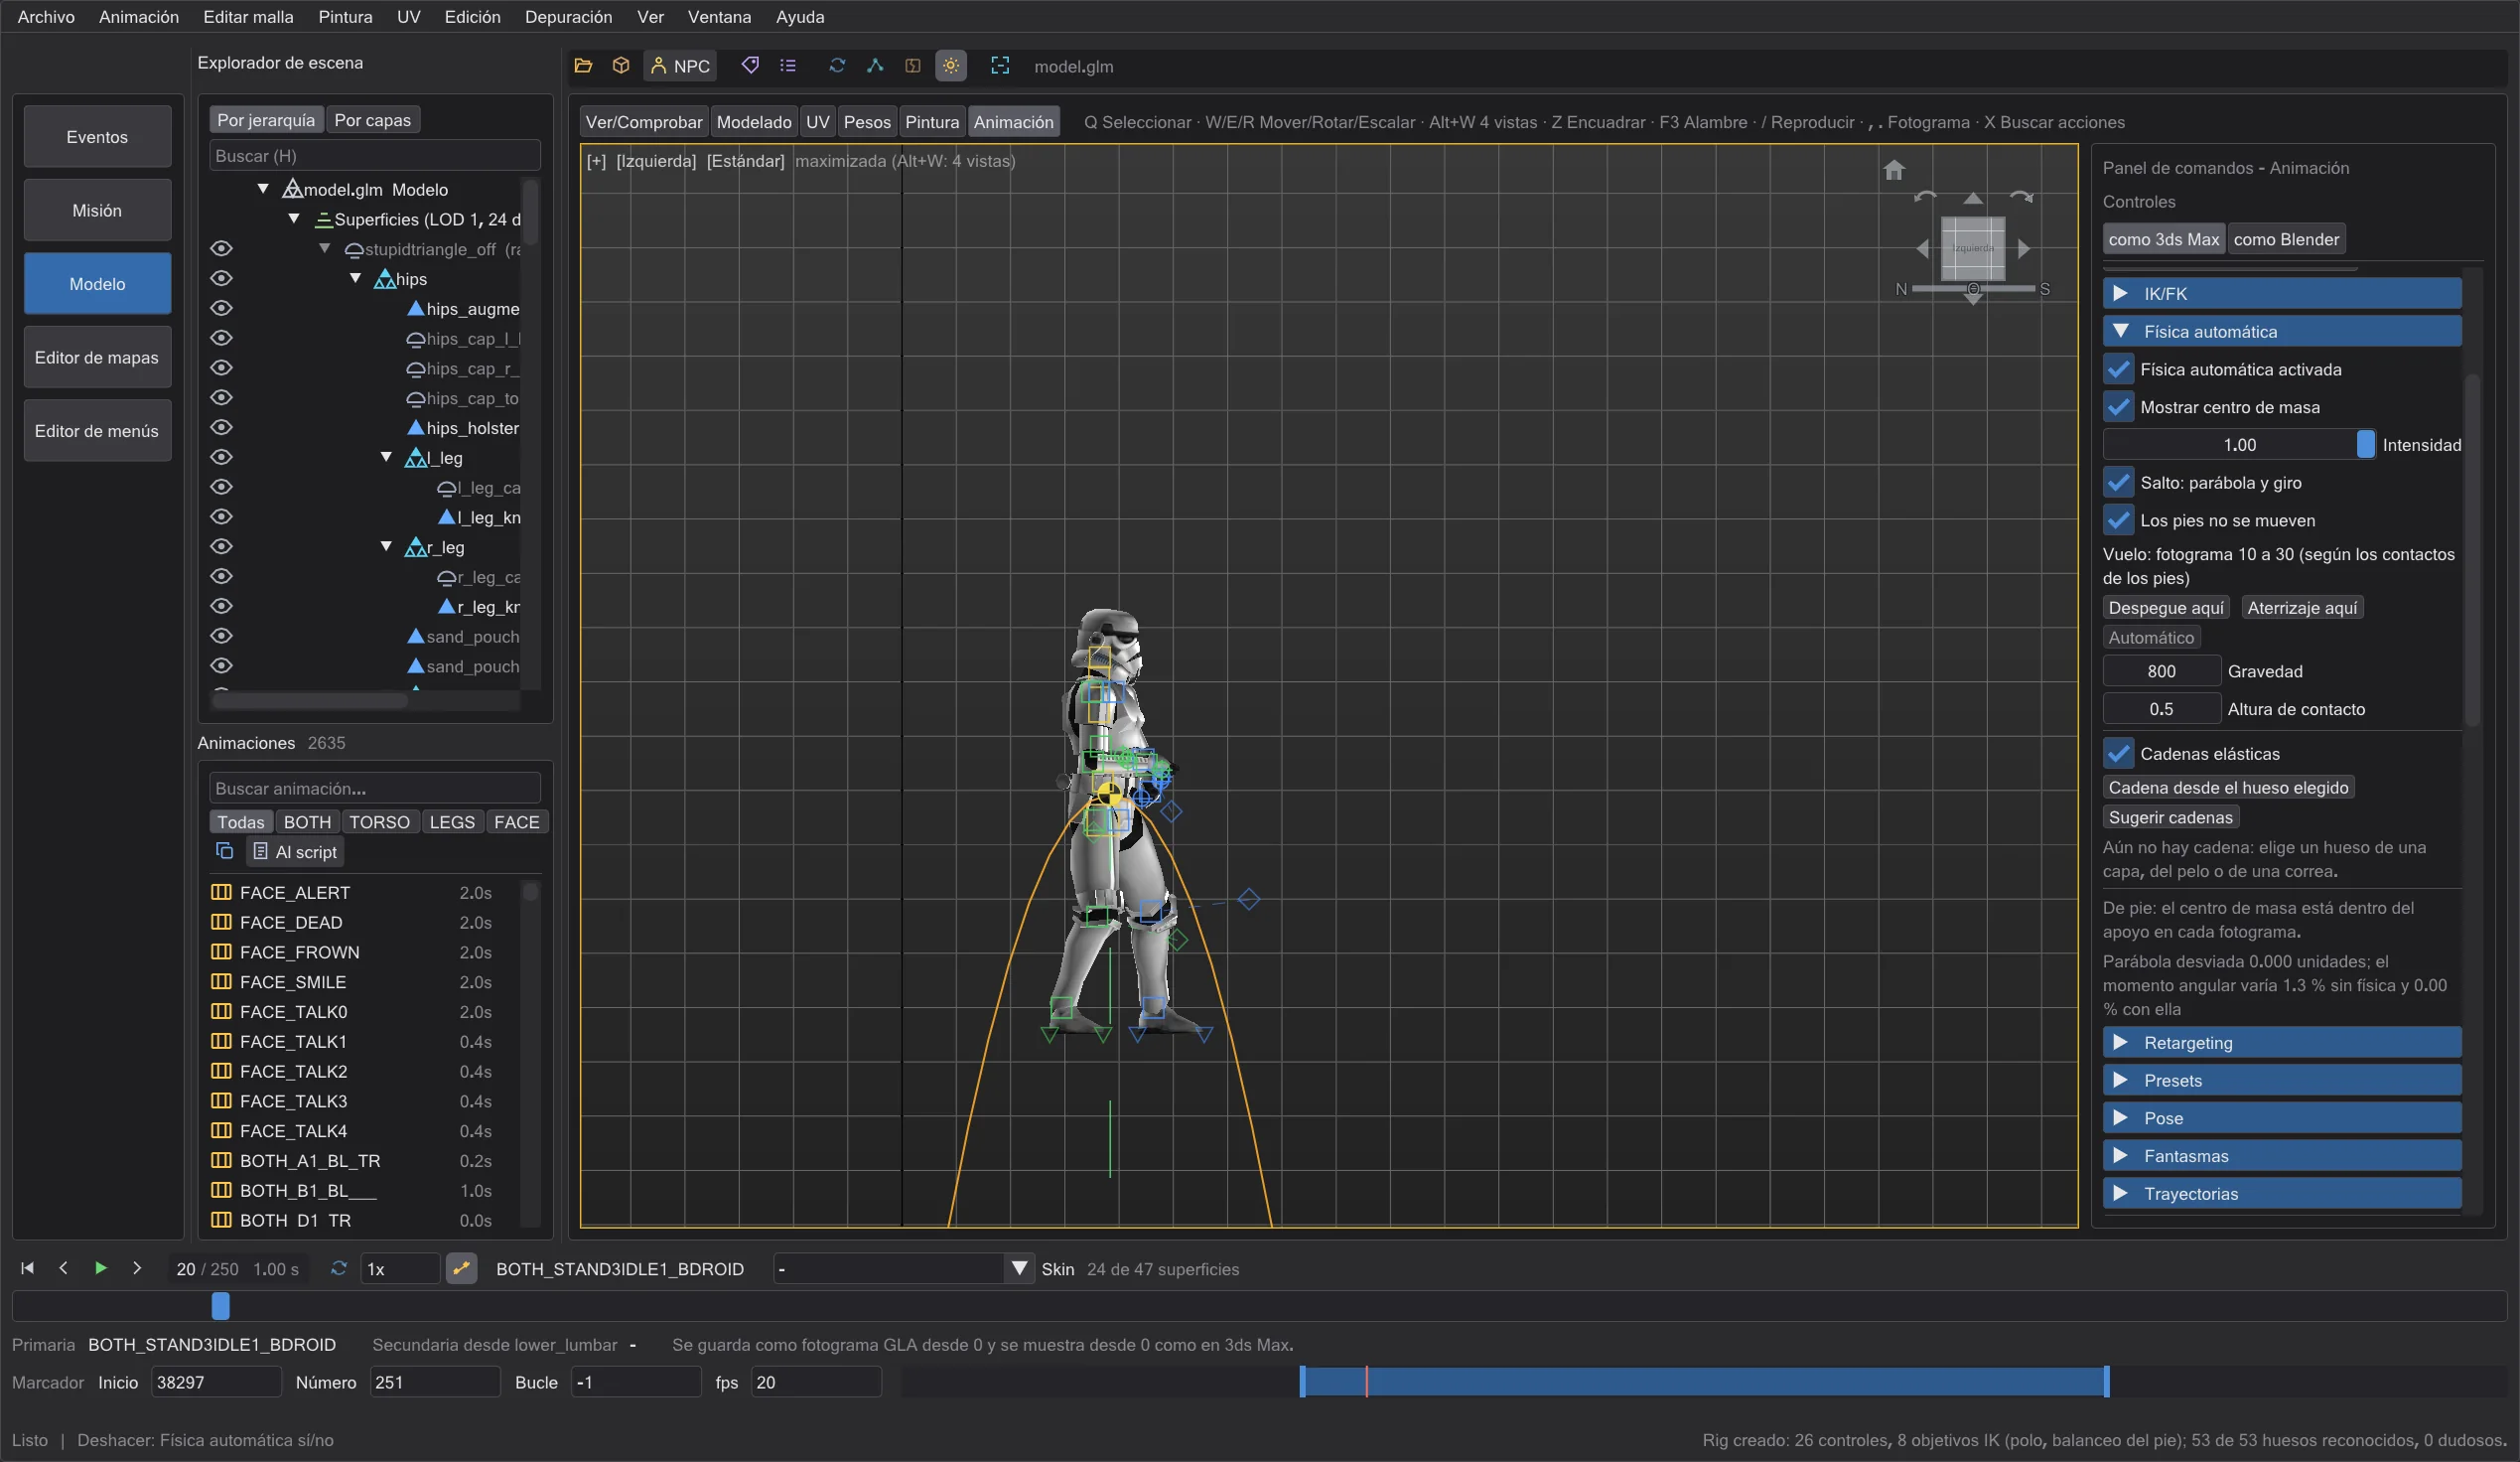 Archivo Animación Editar malla Pintura UV Edición Depuración Ver Ventana Ayuda
Explorador de escena
NPC model.glm
Eventos
Misión
Modelo
Editor de mapas
Editor de menús
Por jerarquía Por capas
Buscar (H)
model.glm Modelo
Superficies (LOD 1, 24 d
stupidtriangle_off (ra
hips
hips_augme
hips_cap_l_l
hips_cap_r_
hips_cap_to
hips_holster
l_leg
l_leg_ca
l_leg_kn
r_leg
r_leg_ca
r_leg_kr
sand_pouch
sand_pouch
Animaciones 2635
Buscar animación...
Todas BOTH TORSO LEGS FACE
Al script
FACE_ALERT 2.0s
FACE_DEAD 2.0s
FACE_FROWN 2.0s
FACE_SMILE 2.0s
FACE_TALK0 2.0s
FACE_TALK1 0.4s
FACE_TALK2 0.4s
FACE_TALK3 0.4s
FACE_TALK4 0.4s
BOTH_A1_BL_TR 0.2s
BOTH_B1_BL___ 1.0s
BOTH_D1_TR 0.0s
Ver/Comprobar Modelado UV Pesos Pintura Animación Q Seleccionar · W/E/R Mover/Rotar/Escalar · Alt+W 4 vistas · Z Encuadrar · F3 Alambre · / Reproducir · , . Fotograma · X Buscar acciones
[+] [Izquierda] [Estándar] maximizada (Alt+W: 4 vistas)
Izquierda
N O S
Panel de comandos - Animación
Controles
como 3ds Max como Blender
IK/FK
Física automática
Física automática activada
Mostrar centro de masa
1.00 Intensidad
Salto: parábola y giro
Los pies no se mueven
Vuelo: fotograma 10 a 30 (según los contactos
de los pies)
Despegue aquí Aterrizaje aquí
Automático
800 Gravedad
0.5 Altura de contacto
Cadenas elásticas
Cadena desde el hueso elegido
Sugerir cadenas
Aún no hay cadena: elige un hueso de una
capa, del pelo o de una correa.
De pie: el centro de masa está dentro del
apoyo en cada fotograma.
Parábola desviada 0.000 unidades; el
momento angular varía 1.3 % sin física y 0.00
% con ella
Retargeting
Presets
Pose
Fantasmas
Trayectorias
20 / 250 1.00 s 1x BOTH_STAND3IDLE1_BDROID - Skin 24 de 47 superficies
Primaria BOTH_STAND3IDLE1_BDROID Secundaria desde lower_lumbar - Se guarda como fotograma GLA desde 0 y se muestra desde 0 como en 3ds Max.
Marcador Inicio 38297 Número 251 Bucle -1 fps 20
Listo | Deshacer: Física automática sí/no
Rig creado: 26 controles, 8 objetivos IK (polo, balanceo del pie); 53 de 53 huesos reconocidos, 0 dudosos.